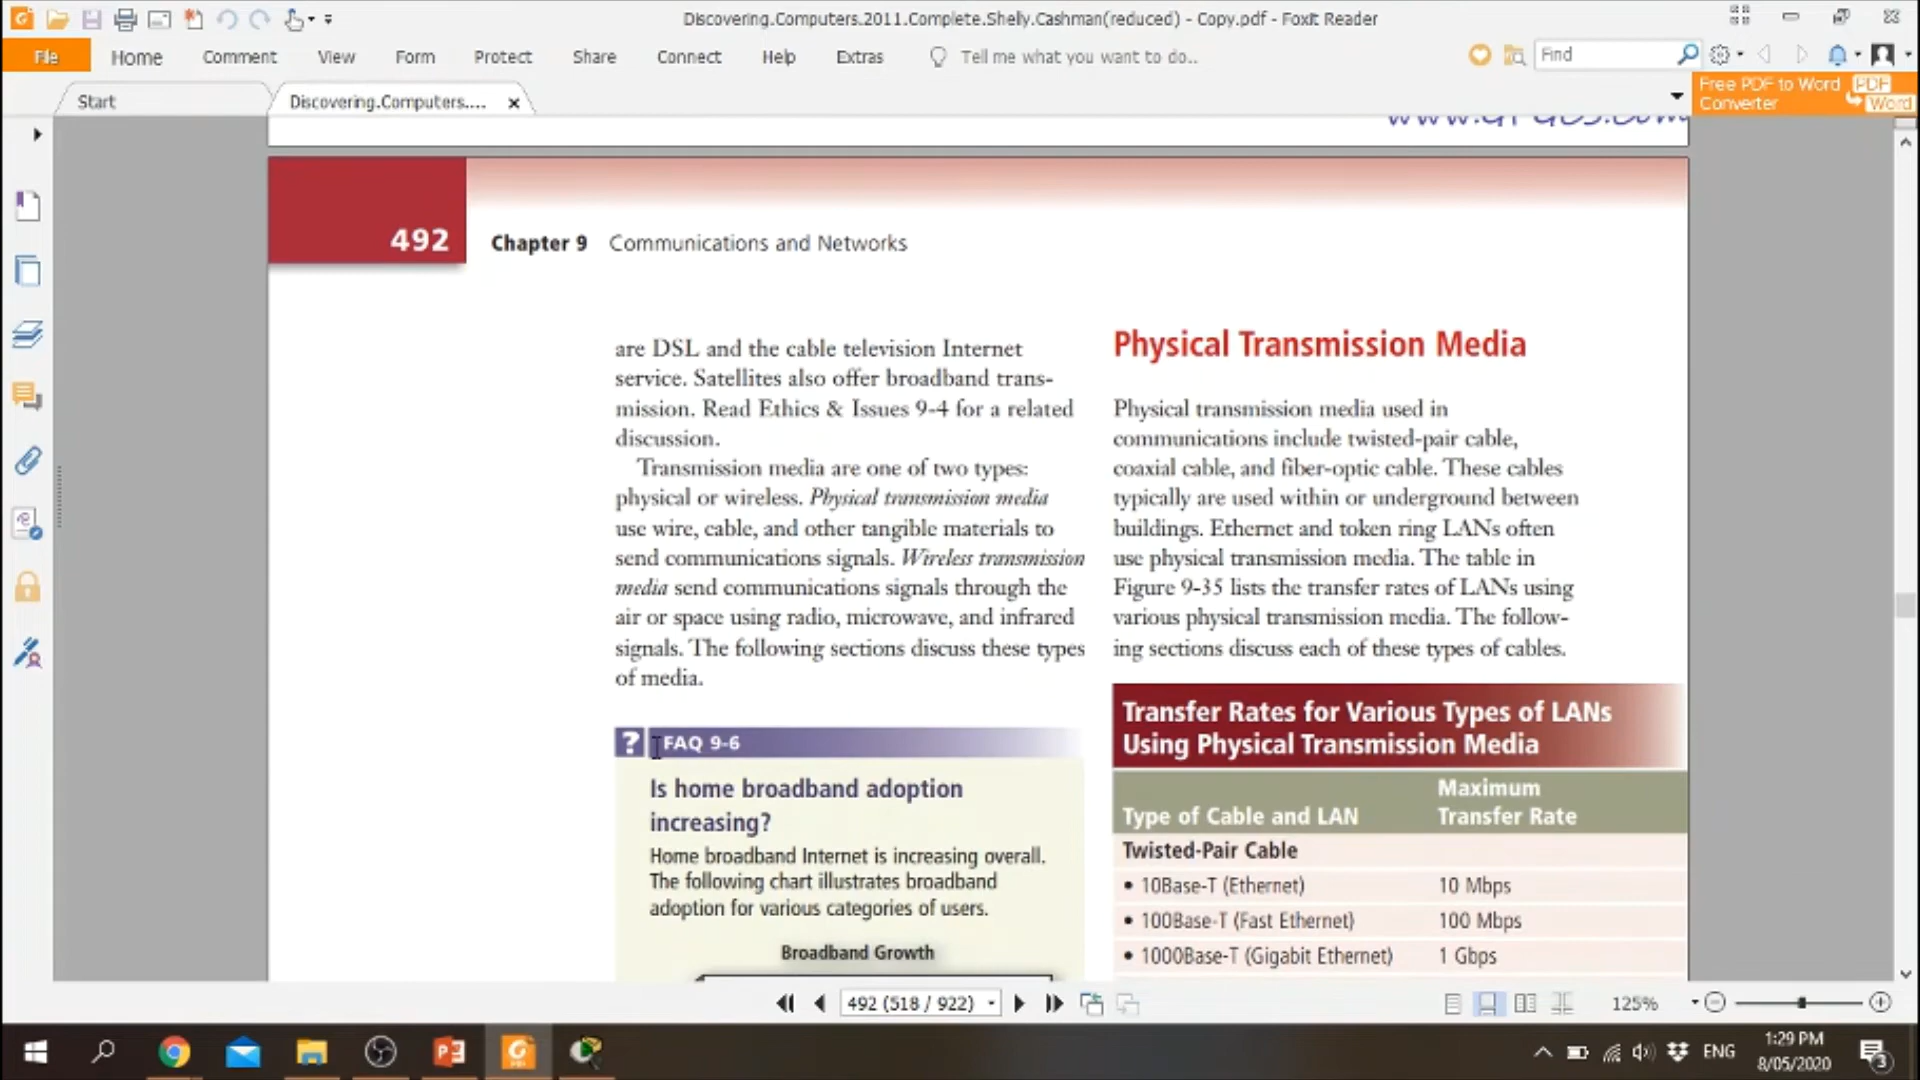 Discovering.Computers.2011.Complete.Shelly.Cashman(reduced) - Copy.pdf - Foxit Reader
File Home Comment View Form Protect Share Connect Help Extras Tell me what you want to do.. Find
Start Discovering.Computers....
Free PDF to Word
Converter
PDF
Word
492 Chapter 9 Communications and Networks
are DSL and the cable television Internet
service. Satellites also offer broadband trans-
mission. Read Ethics & Issues 9-4 for a related
discussion.
Transmission media are one of two types:
physical or wireless. Physical transmission media
use wire, cable, and other tangible materials to
send communications signals. Wireless transmission
media send communications signals through the
air or space using radio, microwave, and infrared
signals. The following sections discuss these types
of media.
? FAQ 9-6
Is home broadband adoption
increasing?
Home broadband Internet is increasing overall.
The following chart illustrates broadband
adoption for various categories of users.
Broadband Growth
Physical Transmission Media
Physical transmission media used in
communications include twisted-pair cable,
coaxial cable, and fiber-optic cable. These cables
typically are used within or underground between
buildings. Ethernet and token ring LANs often
use physical transmission media. The table in
Figure 9-35 lists the transfer rates of LANs using
various physical transmission media. The follow-
ing sections discuss each of these types of cables.
Transfer Rates for Various Types of LANs
Using Physical Transmission Media
Type of Cable and LAN Maximum
Transfer Rate
Twisted-Pair Cable
• 10Base-T (Ethernet) 10 Mbps
• 100Base-T (Fast Ethernet) 100 Mbps
• 1000Base-T (Gigabit Ethernet) 1 Gbps
492 (518 / 922) 125%
ENG
1:29 PM
8/05/2020
3